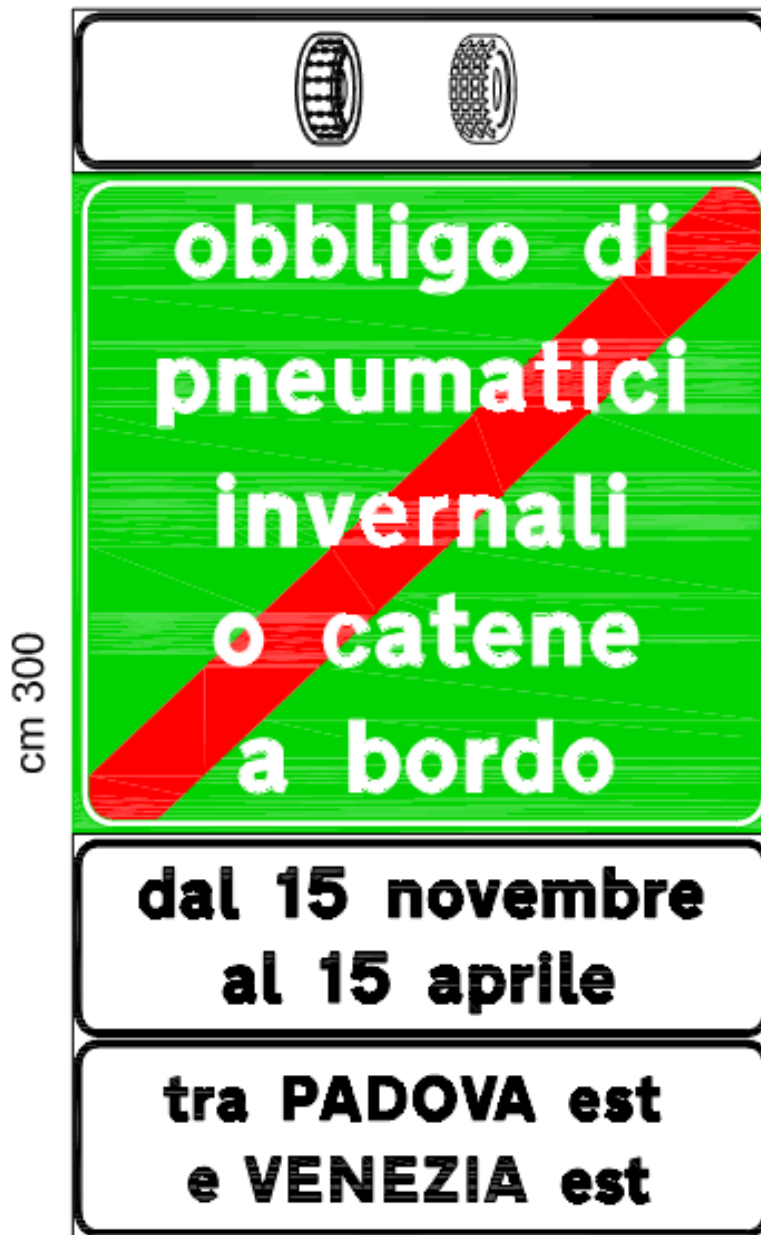 obbligo di
pneumatici
invernali
o catene
a bordo
cm 300
dal 15 novembre
al 15 aprile
tra PADOVA est
e VENEZIA est